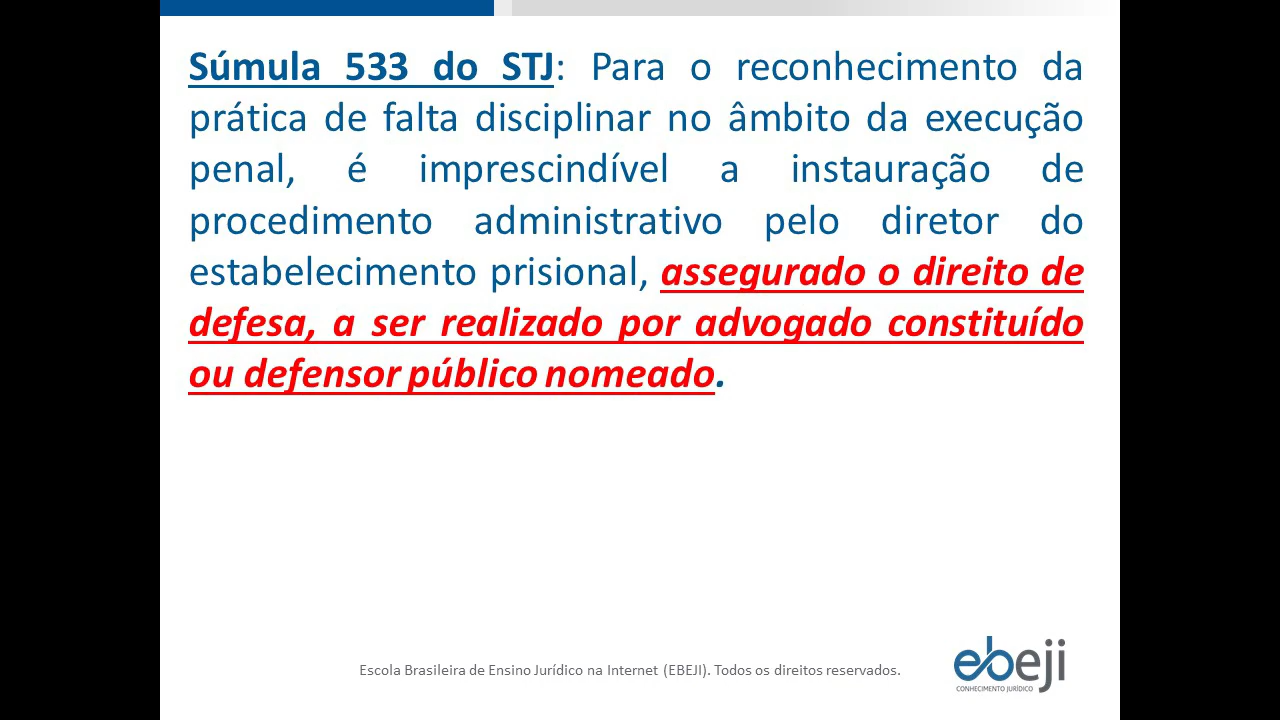 Súmula 533 do STJ: Para o reconhecimento da
prática de falta disciplinar no âmbito da execução
penal, é imprescindível a instauração de
procedimento administrativo pelo diretor do
estabelecimento prisional, assegurado o direito de
defesa, a ser realizado por advogado constituído
ou defensor público nomeado.
Escola Brasileira de Ensino Jurídico na Internet (EBEJI). Todos os direitos reservados.
ebeji
CONHECIMENTO JURÍDICO